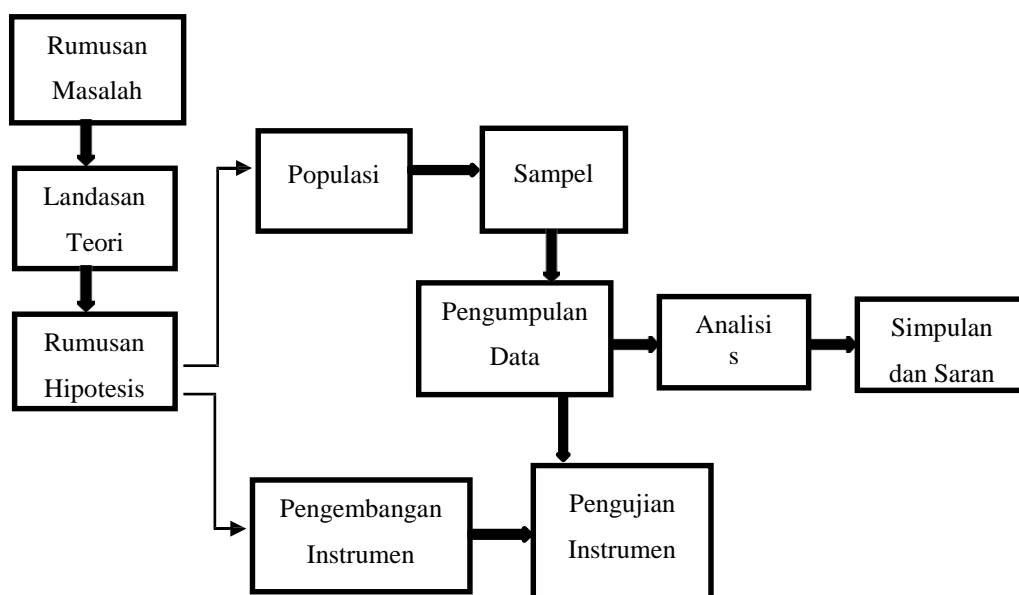 Rumusan
Masalah
Landasan
Teori
Rumusan
Hipotesis
Populasi
Sampel
Pengumpulan
Data
Analisi
s
Simpulan
dan Saran
Pengembangan
Instrumen
Pengujian
Instrumen